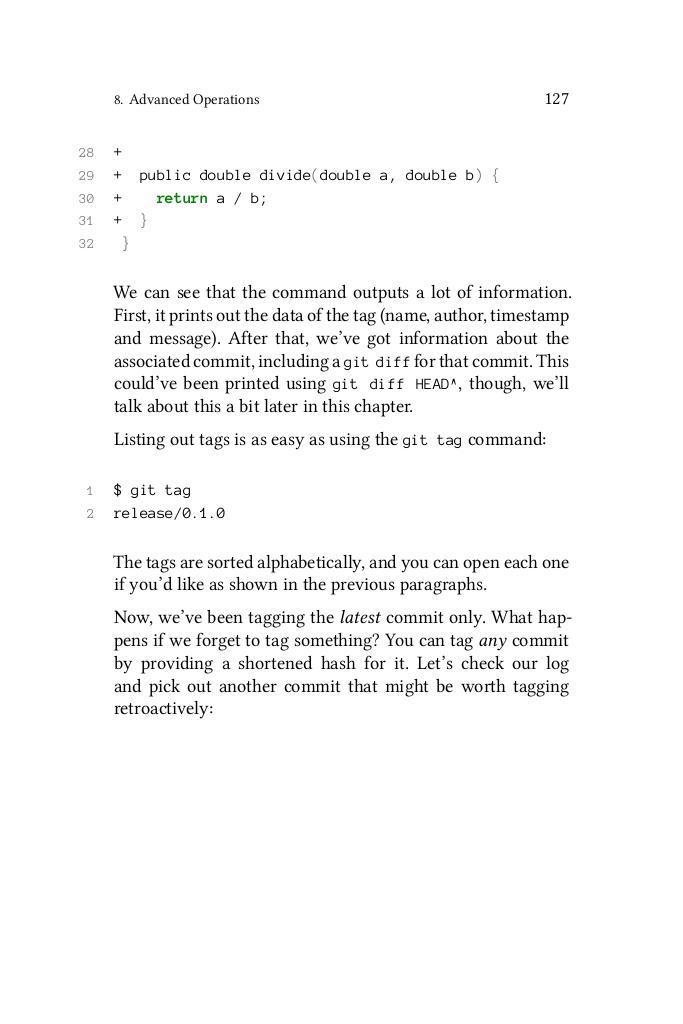 8. Advanced Operations 127
28 +
29 +  public double divide(double a, double b) {
30 +    return a / b;
31 +  }
32  }
We can see that the command outputs a lot of information.
First, it prints out the data of the tag (name, author, timestamp
and message). After that, we've got information about the
associated commit, including a git diff for that commit. This
could've been printed using git diff HEAD^, though, we'll
talk about this a bit later in this chapter.
Listing out tags is as easy as using the git tag command:
1 $ git tag
2 release/0.1.0
The tags are sorted alphabetically, and you can open each one
if you'd like as shown in the previous paragraphs.
Now, we've been tagging the latest commit only. What hap-
pens if we forget to tag something? You can tag any commit
by providing a shortened hash for it. Let's check our log
and pick out another commit that might be worth tagging
retroactively: